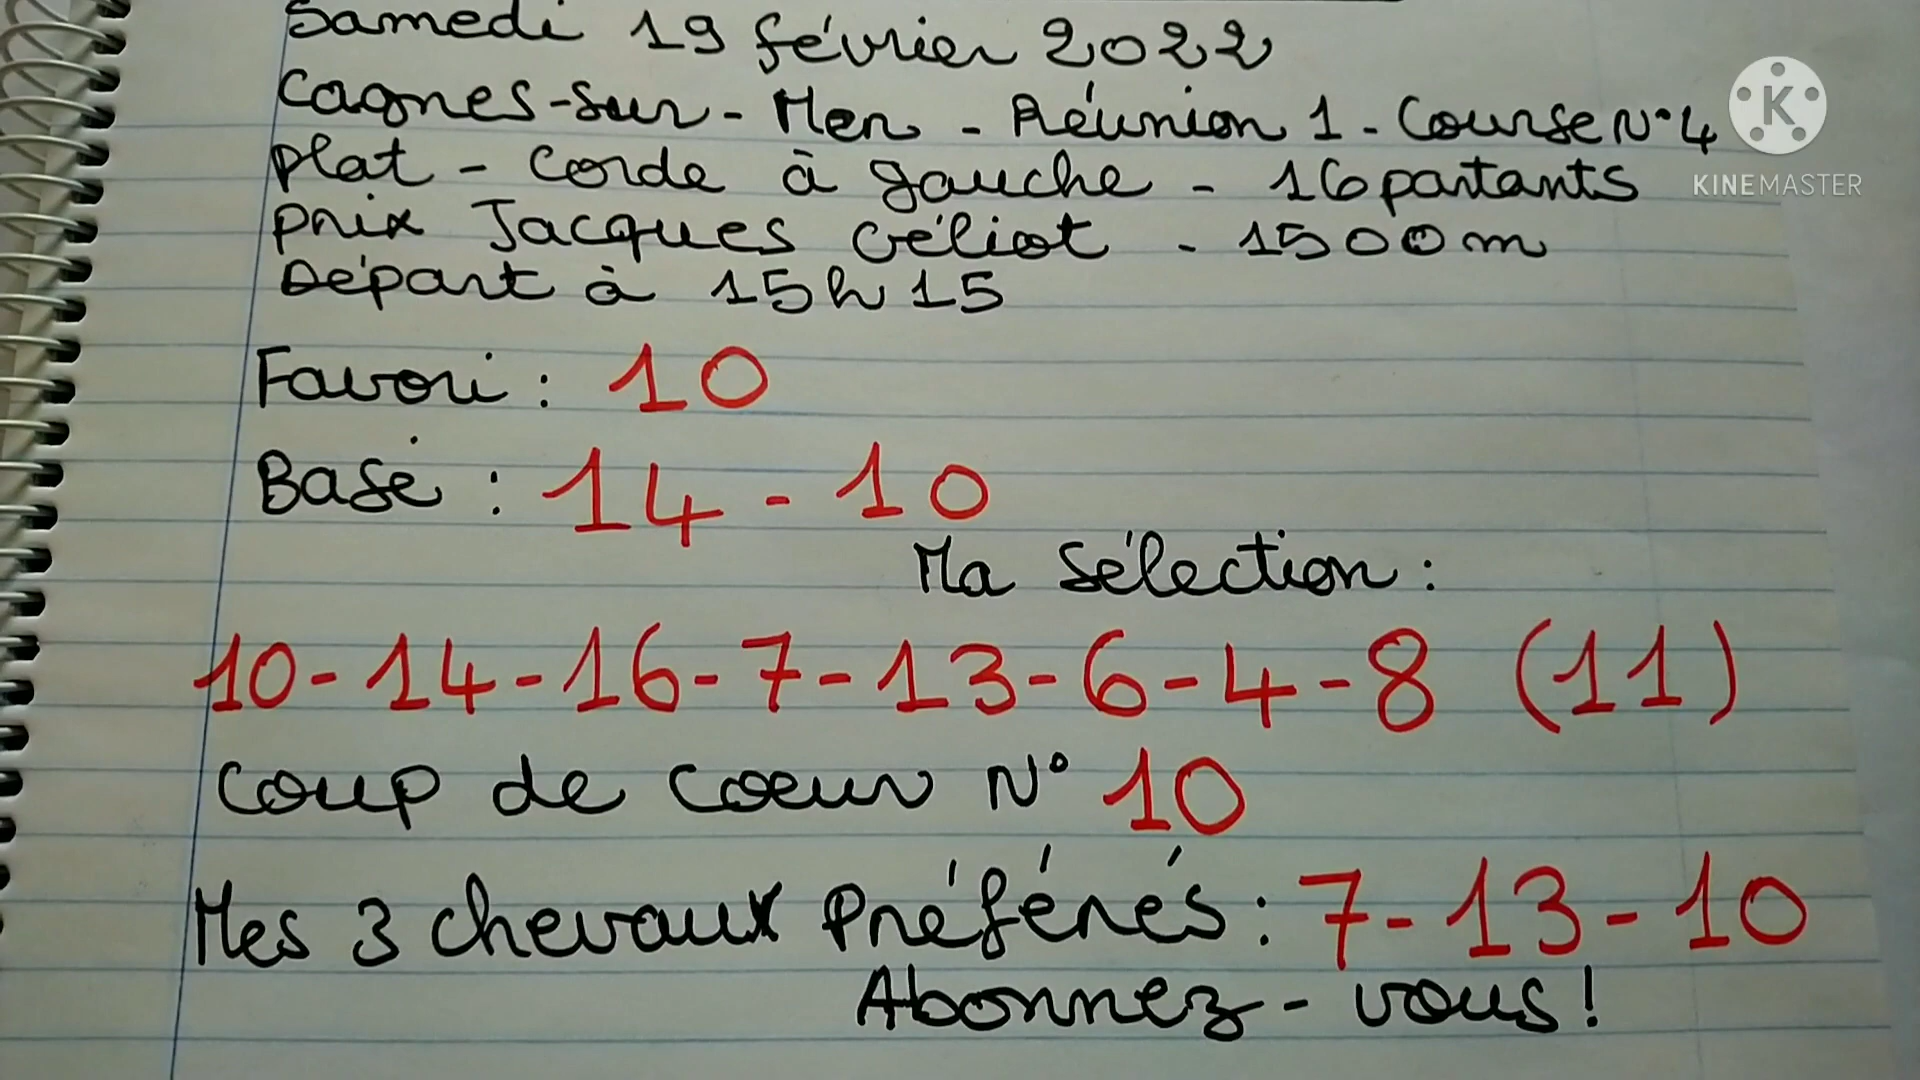 Samedi 19 février 2022
Cagnes-sur-Mer - Réunion 1 - Course N°4
Plat - Corde à gauche - 16 partants
Prix Jacques Géliot - 1500m
Départ à 15h15
Favori : 10
Base : 14 - 10
Ma Sélection :
10 - 14 - 16 - 7 - 13 - 6 - 4 - 8 (11)
Coup de coeur N° 10
Mes 3 chevaux Préférés : 7 - 13 - 10
Abonnez-vous !
K
KINEMASTER